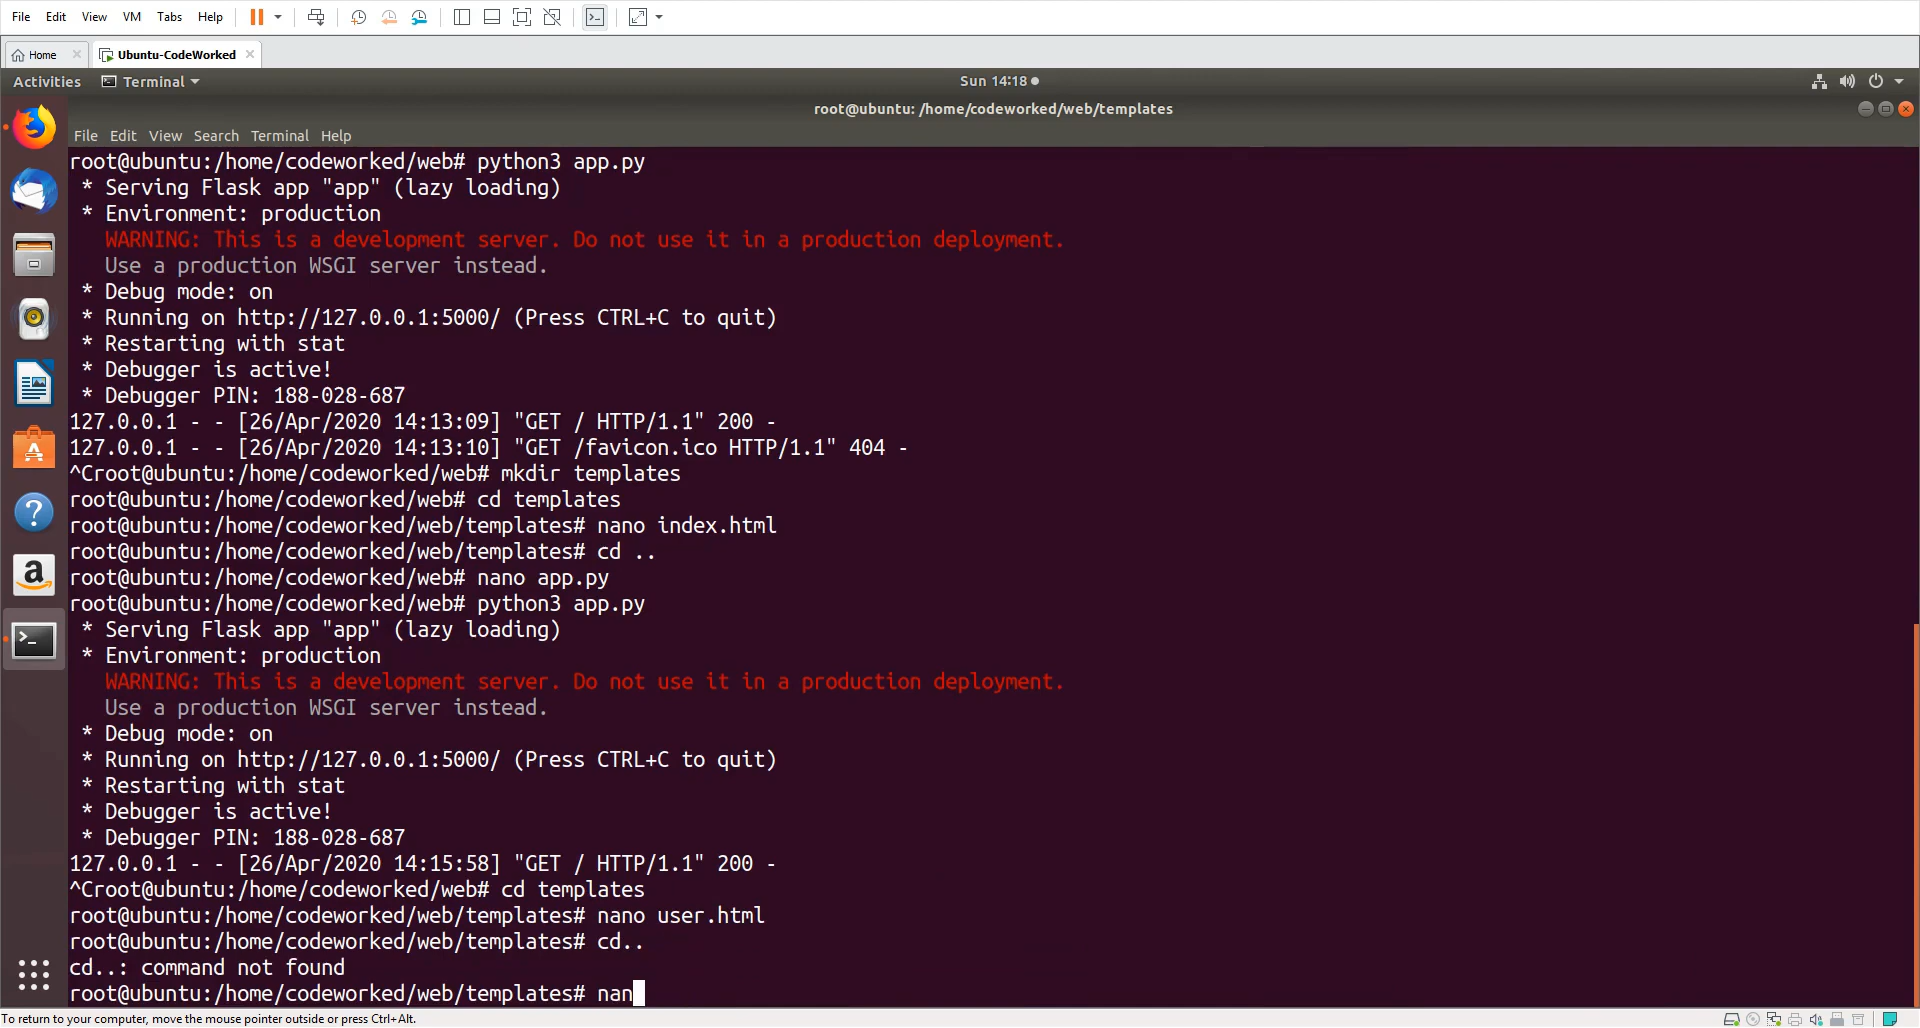 File Edit View VM Tabs Help
Home Ubuntu-CodeWorked
Activities Terminal Sun 14:18
root@ubuntu: /home/codeworked/web/templates
File Edit View Search Terminal Help
root@ubuntu:/home/codeworked/web# python3 app.py
* Serving Flask app "app" (lazy loading)
* Environment: production
WARNING: This is a development server. Do not use it in a production deployment.
Use a production WSGI server instead.
* Debug mode: on
* Running on http://127.0.0.1:5000/ (Press CTRL+C to quit)
* Restarting with stat
* Debugger is active!
* Debugger PIN: 188-028-687
127.0.0.1 - - [26/Apr/2020 14:13:09] "GET / HTTP/1.1" 200 -
127.0.0.1 - - [26/Apr/2020 14:13:10] "GET /favicon.ico HTTP/1.1" 404 -
^Croot@ubuntu:/home/codeworked/web# mkdir templates
root@ubuntu:/home/codeworked/web# cd templates
root@ubuntu:/home/codeworked/web/templates# nano index.html
root@ubuntu:/home/codeworked/web/templates# cd ..
root@ubuntu:/home/codeworked/web# nano app.py
root@ubuntu:/home/codeworked/web# python3 app.py
* Serving Flask app "app" (lazy loading)
* Environment: production
WARNING: This is a development server. Do not use it in a production deployment.
Use a production WSGI server instead.
* Debug mode: on
* Running on http://127.0.0.1:5000/ (Press CTRL+C to quit)
* Restarting with stat
* Debugger is active!
* Debugger PIN: 188-028-687
127.0.0.1 - - [26/Apr/2020 14:15:58] "GET / HTTP/1.1" 200 -
^Croot@ubuntu:/home/codeworked/web# cd templates
root@ubuntu:/home/codeworked/web/templates# nano user.html
root@ubuntu:/home/codeworked/web/templates# cd..
cd..: command not found
root@ubuntu:/home/codeworked/web/templates# nan
To return to your computer, move the mouse pointer outside or press Ctrl+Alt.